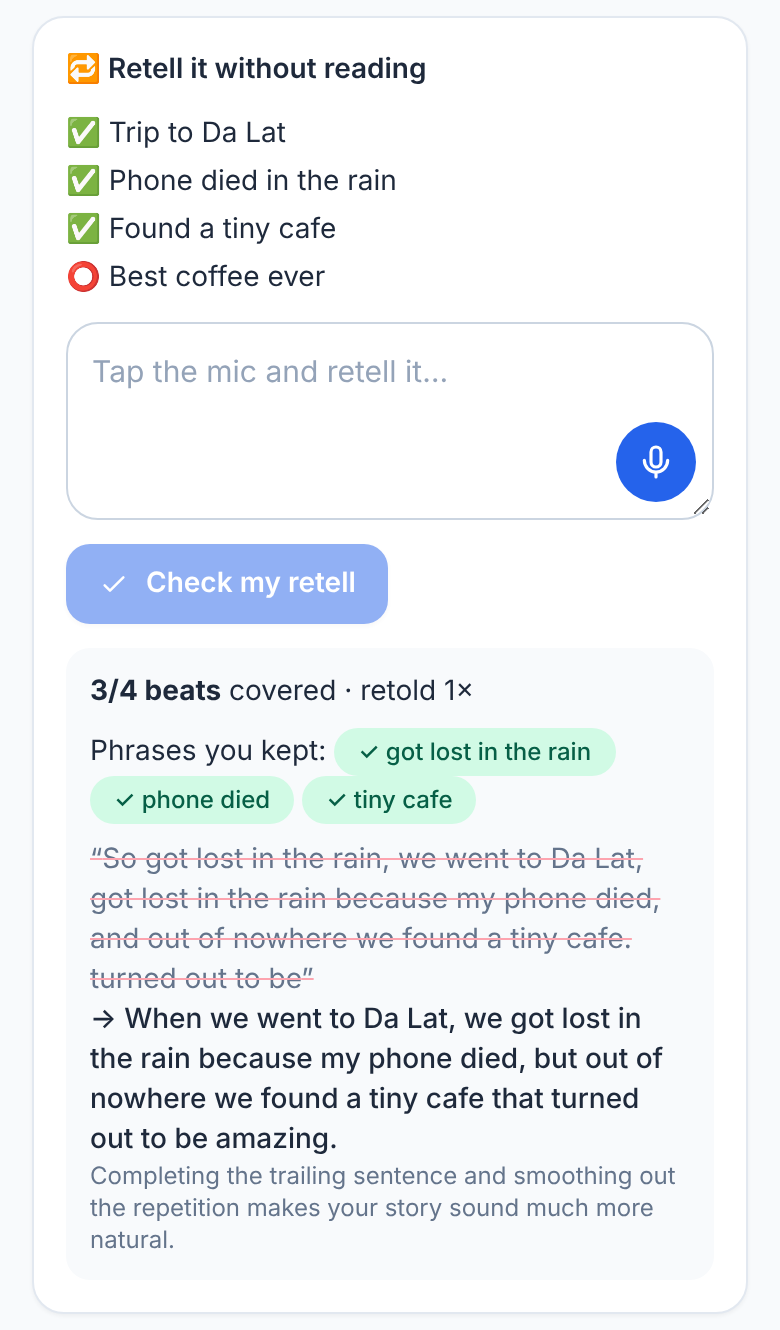 🔁 Retell it without reading
✅ Trip to Da Lat
✅ Phone died in the rain
✅ Found a tiny cafe
⭕ Best coffee ever
Tap the mic and retell it...
✓ Check my retell
3/4 beats covered · retold 1×
Phrases you kept: ✓ got lost in the rain
✓ phone died ✓ tiny cafe
“So got lost in the rain, we went to Da Lat,
got lost in the rain because my phone died,
and out of nowhere we found a tiny cafe.
turned out to be”
→ When we went to Da Lat, we got lost in
the rain because my phone died, but out of
nowhere we found a tiny cafe that turned
out to be amazing.
Completing the trailing sentence and smoothing out
the repetition makes your story sound much more
natural.